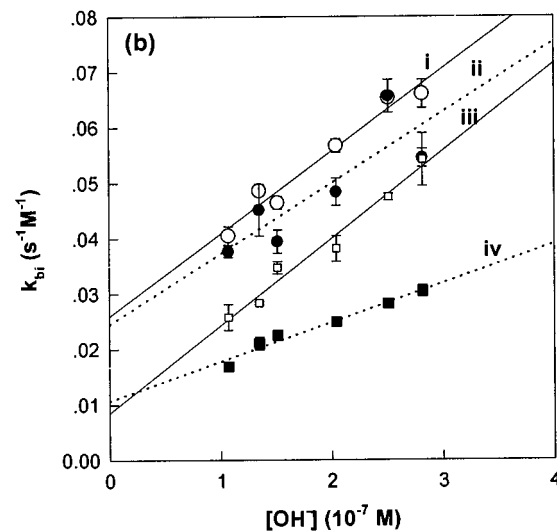 (b)
.08
.07
.06
.05
.04
.03
.02
.01
0.00
k_bi (s⁻¹M⁻¹)
i
ii
iii
iv
0 1 2 3 4
[OH⁻] (10⁻⁷ M)